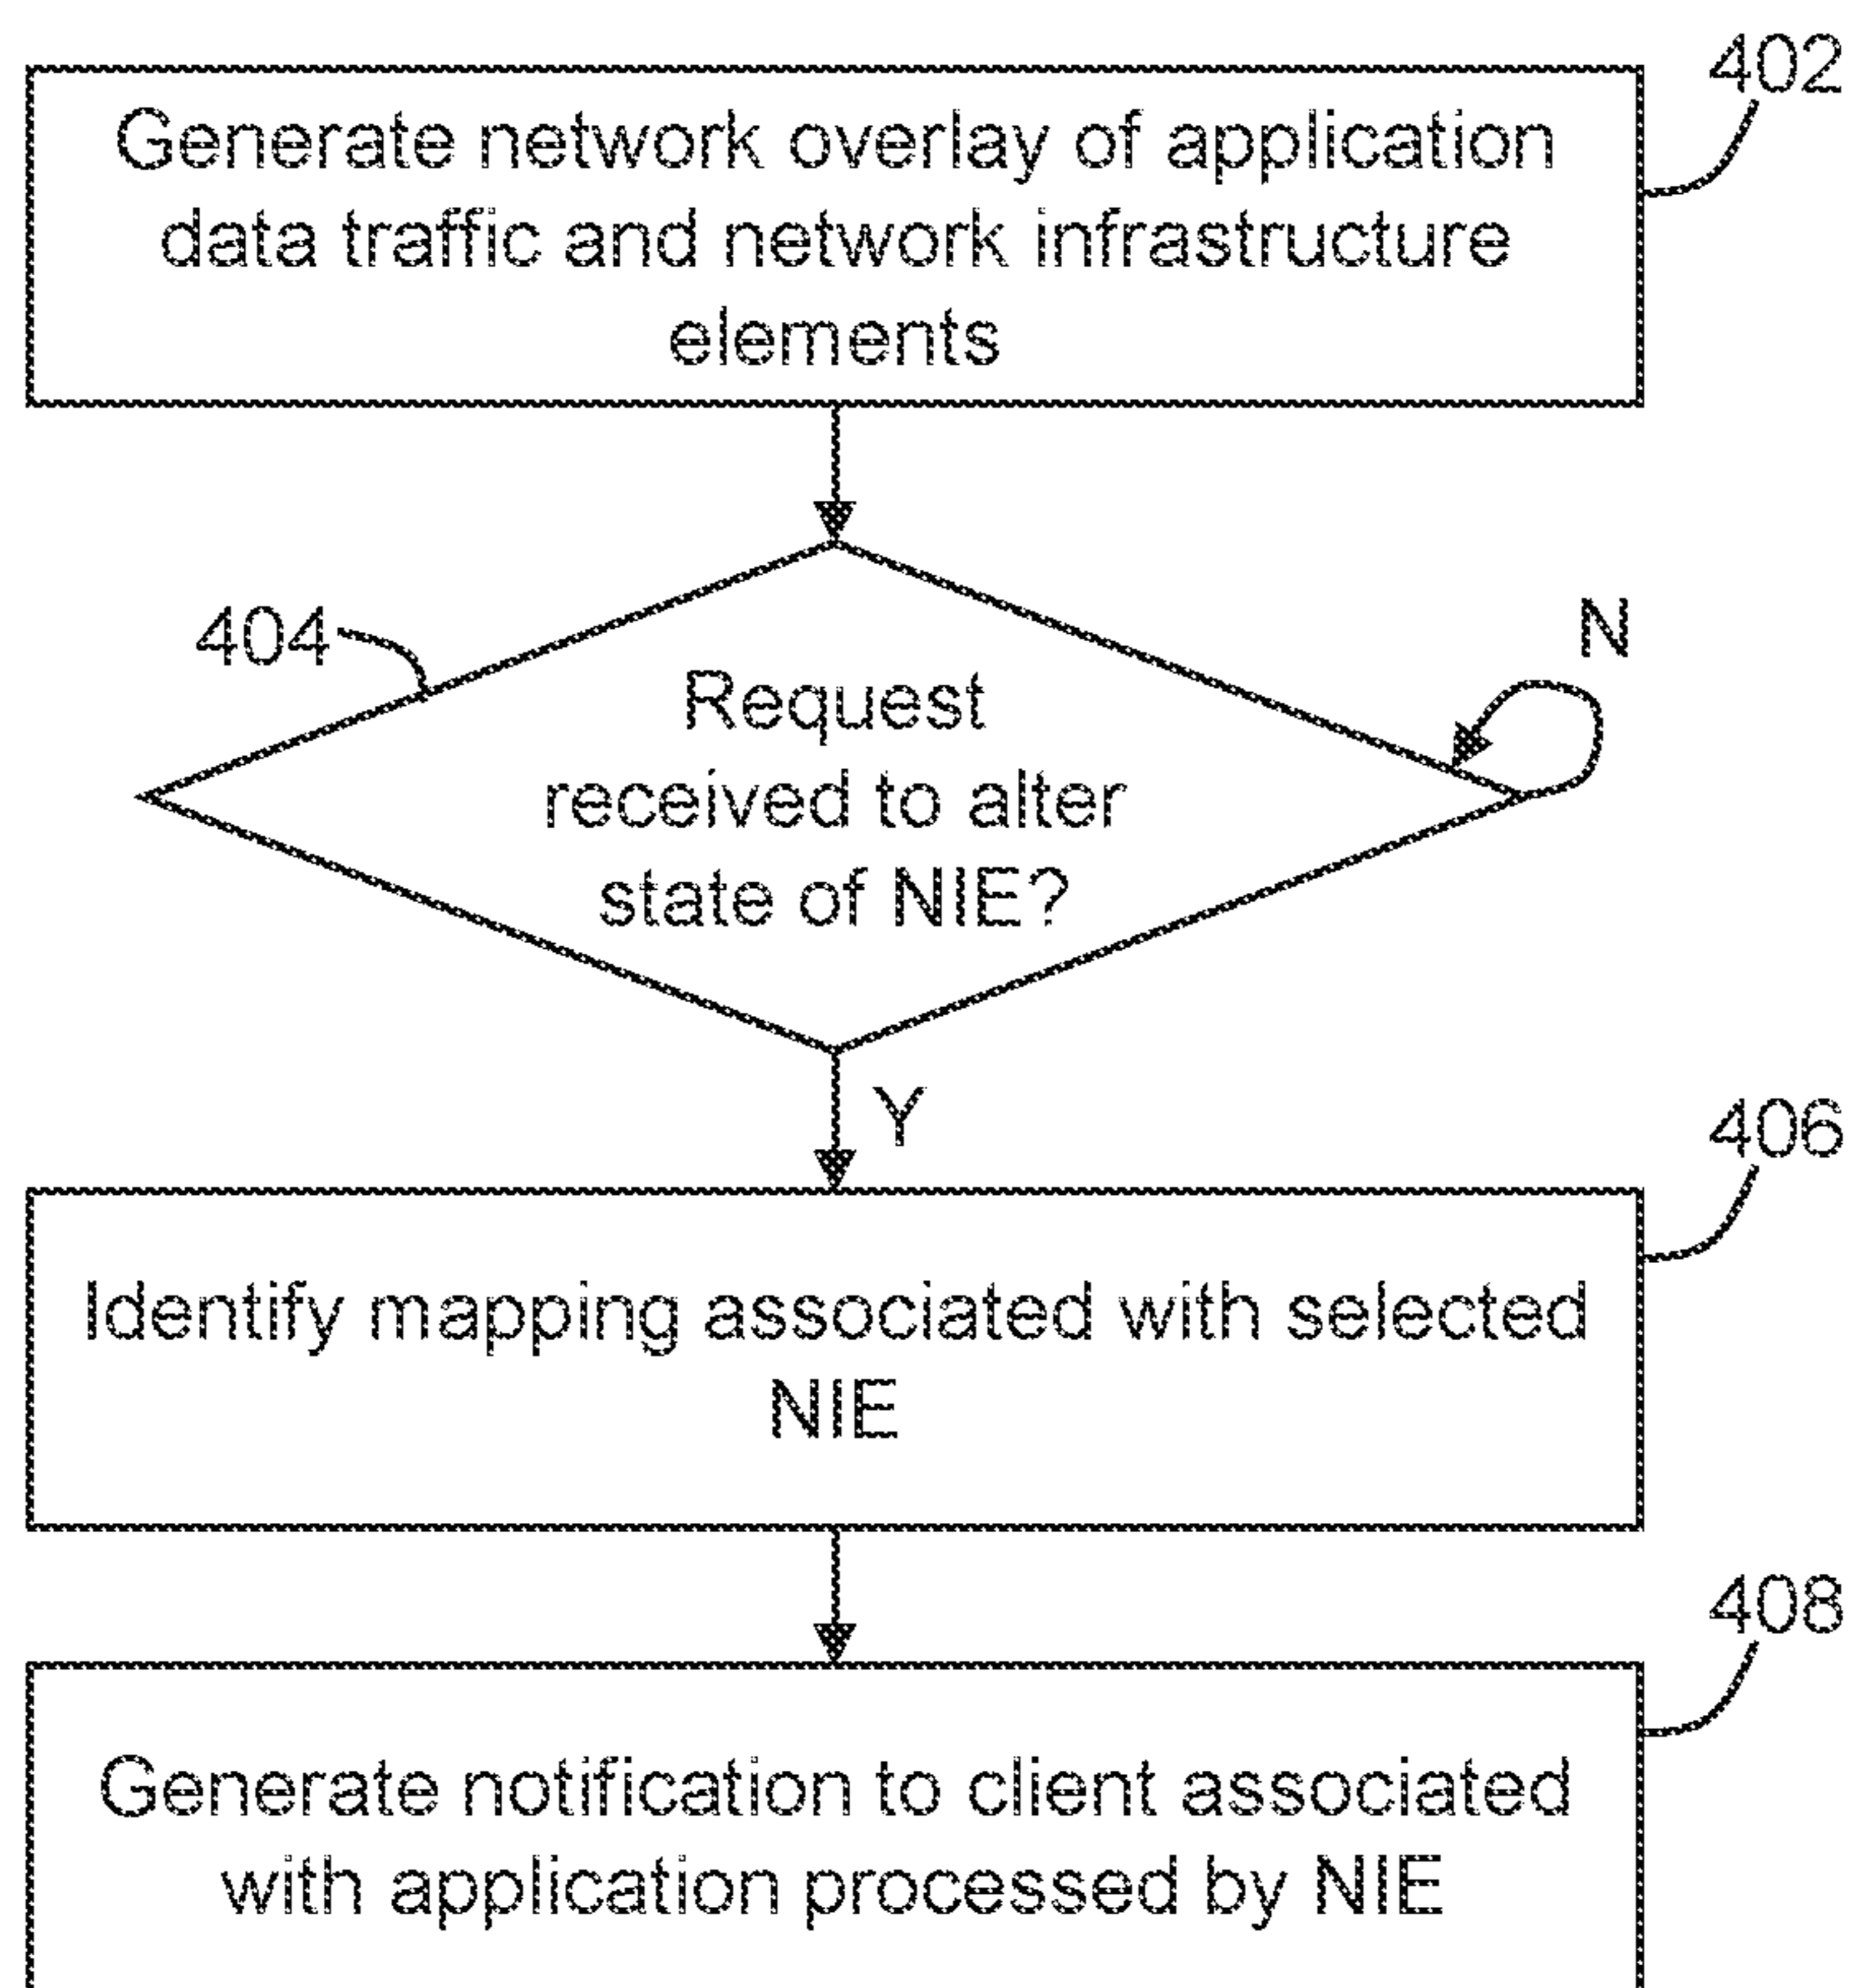 402
Generate network overlay of application
data traffic and network infrastructure
elements
404
N
Request
received to alter
state of NIE?
Y
406
Identify mapping associated with selected
NIE
408
Generate notification to client associated
with application processed by NIE